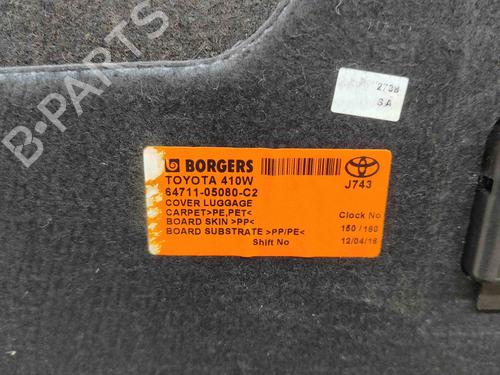 B-PARTS
2738
S.A
BORGERS
TOYOTA 410W
64711-05080-C2
COVER LUGGAGE
CARPET>PE,PET<
BOARD SKIN >PP<
BOARD SUBSTRATE >PP/PE<
Shift No
J743
Clock No
150 / 160
12/04/16